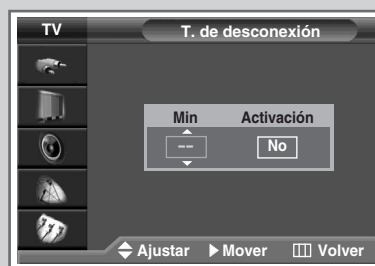 TV
T. de desconexión
Min Activación
-- No
Ajustar Mover Volver